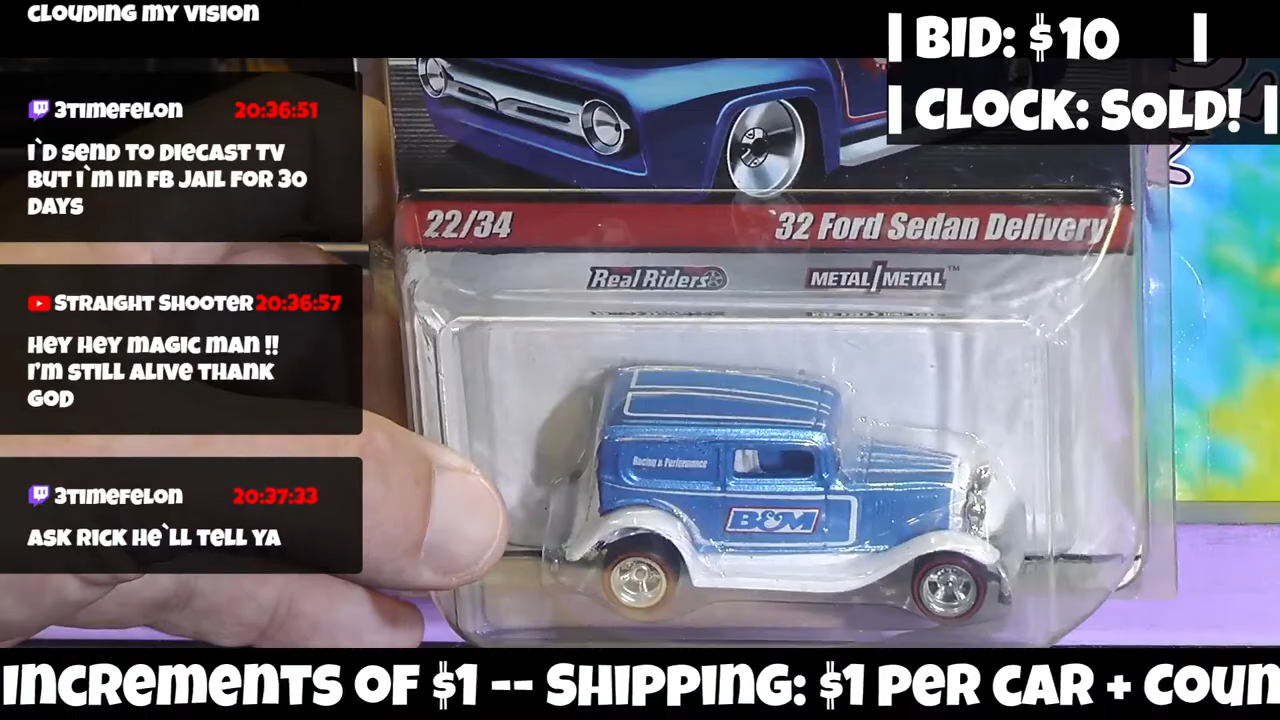 CLOUDING MY VISION
| BID: $10 |
| CLOCK: SOLD! |
3TIMEFELON 20:36:51
I`D SEND TO DIECAST TV
BUT I`M IN FB JAIL FOR 30
DAYS
STRAIGHT SHOOTER 20:36:57
HEY HEY MAGIC MAN !!
I'M STILL ALIVE THANK
GOD
3TIMEFELON 20:37:33
ASK RICK HE`LL TELL YA
22/34 '32 Ford Sedan Delivery
Real Riders METAL/METAL™
Racing & Performance
B&M
INCREMENTS OF $1 -- SHIPPING: $1 PER CAR + COUN